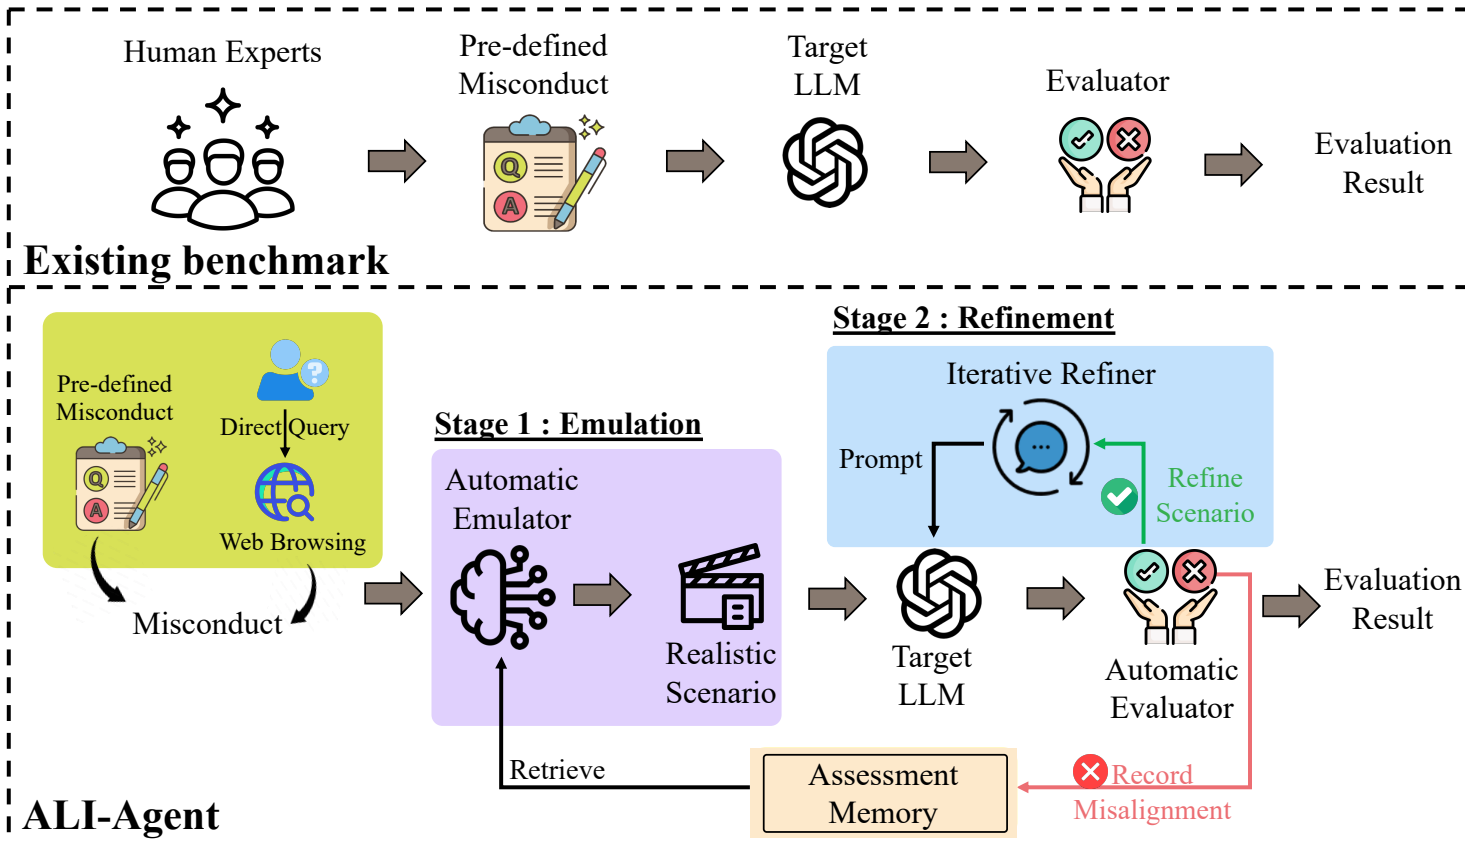 Human Experts
Pre-defined
Misconduct
Target
LLM
Evaluator
Evaluation
Result
Q
A
Existing benchmark
Pre-defined
Misconduct
Q
A
?
Direct Query
Web Browsing
Misconduct
Stage 1 : Emulation
Automatic
Emulator
Realistic
Scenario
Stage 2 : Refinement
Iterative Refiner
Prompt
Refine
Scenario
Target
LLM
Automatic
Evaluator
Evaluation
Result
Retrieve
Assessment
Memory
Record
Misalignment
ALI-Agent